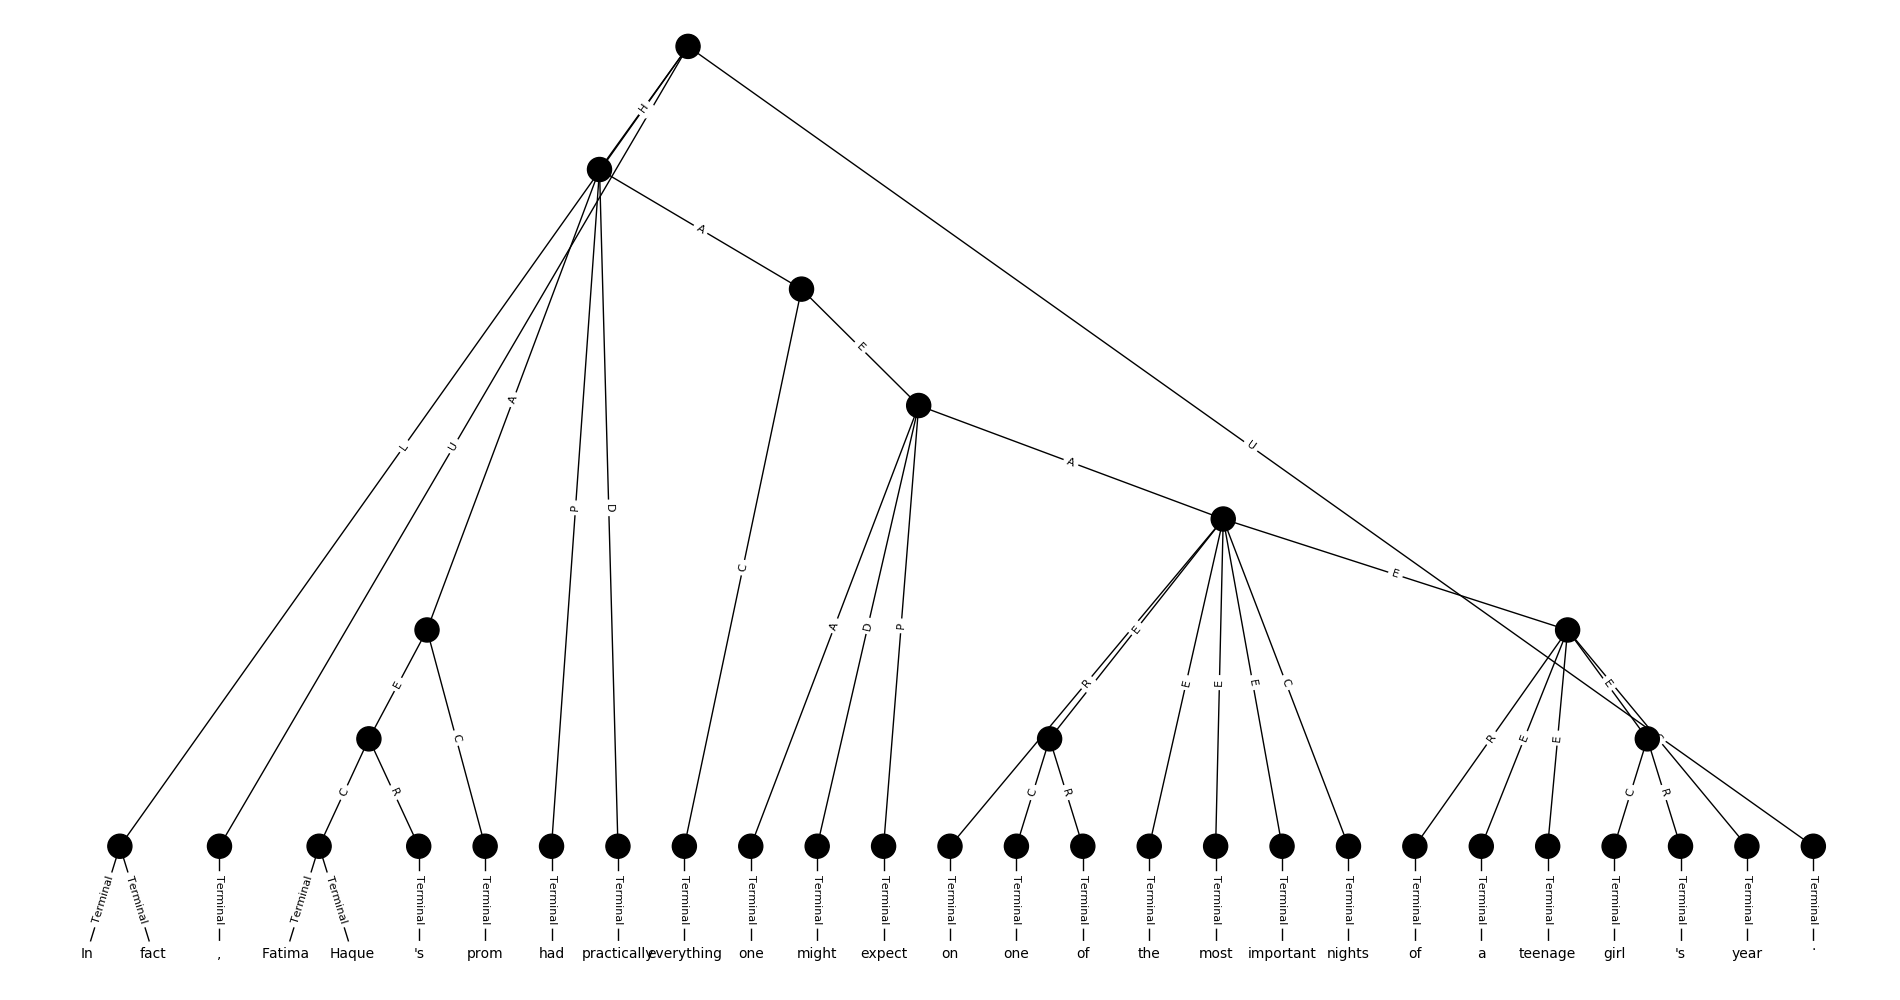 H
A
E
A
L
U
A
U
P
D
C
E
A
D
P
E
R
E
E
E
C
E
E
C
R
E
E
C
C
R
C
R
C
R
Terminal Terminal Terminal Terminal Terminal Terminal Terminal Terminal Terminal Terminal Terminal Terminal Terminal Terminal Terminal Terminal Terminal Terminal Terminal Terminal Terminal Terminal Terminal Terminal Terminal Terminal Terminal
In fact , Fatima Haque 's prom had practically everything one might expect on one of the most important nights of a teenage girl 's year .